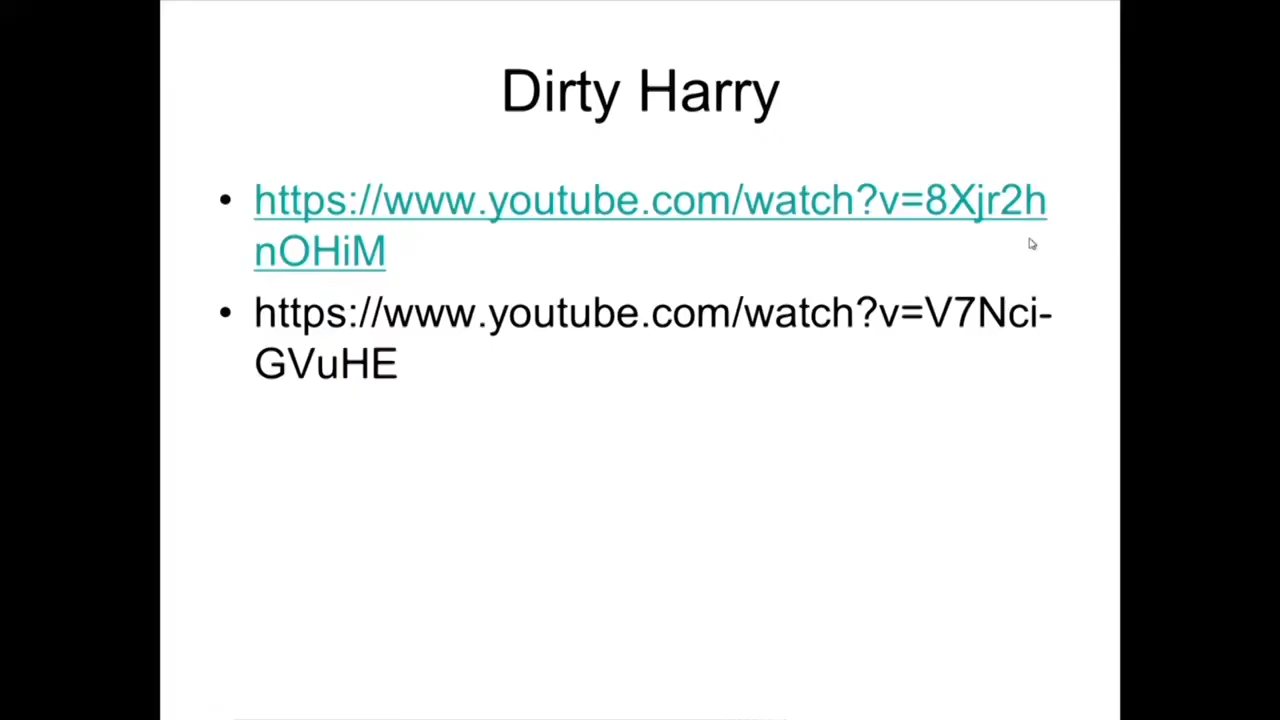 Dirty Harry
• https://www.youtube.com/watch?v=8Xjr2h
nOHiM
• https://www.youtube.com/watch?v=V7Nci-
GVuHE